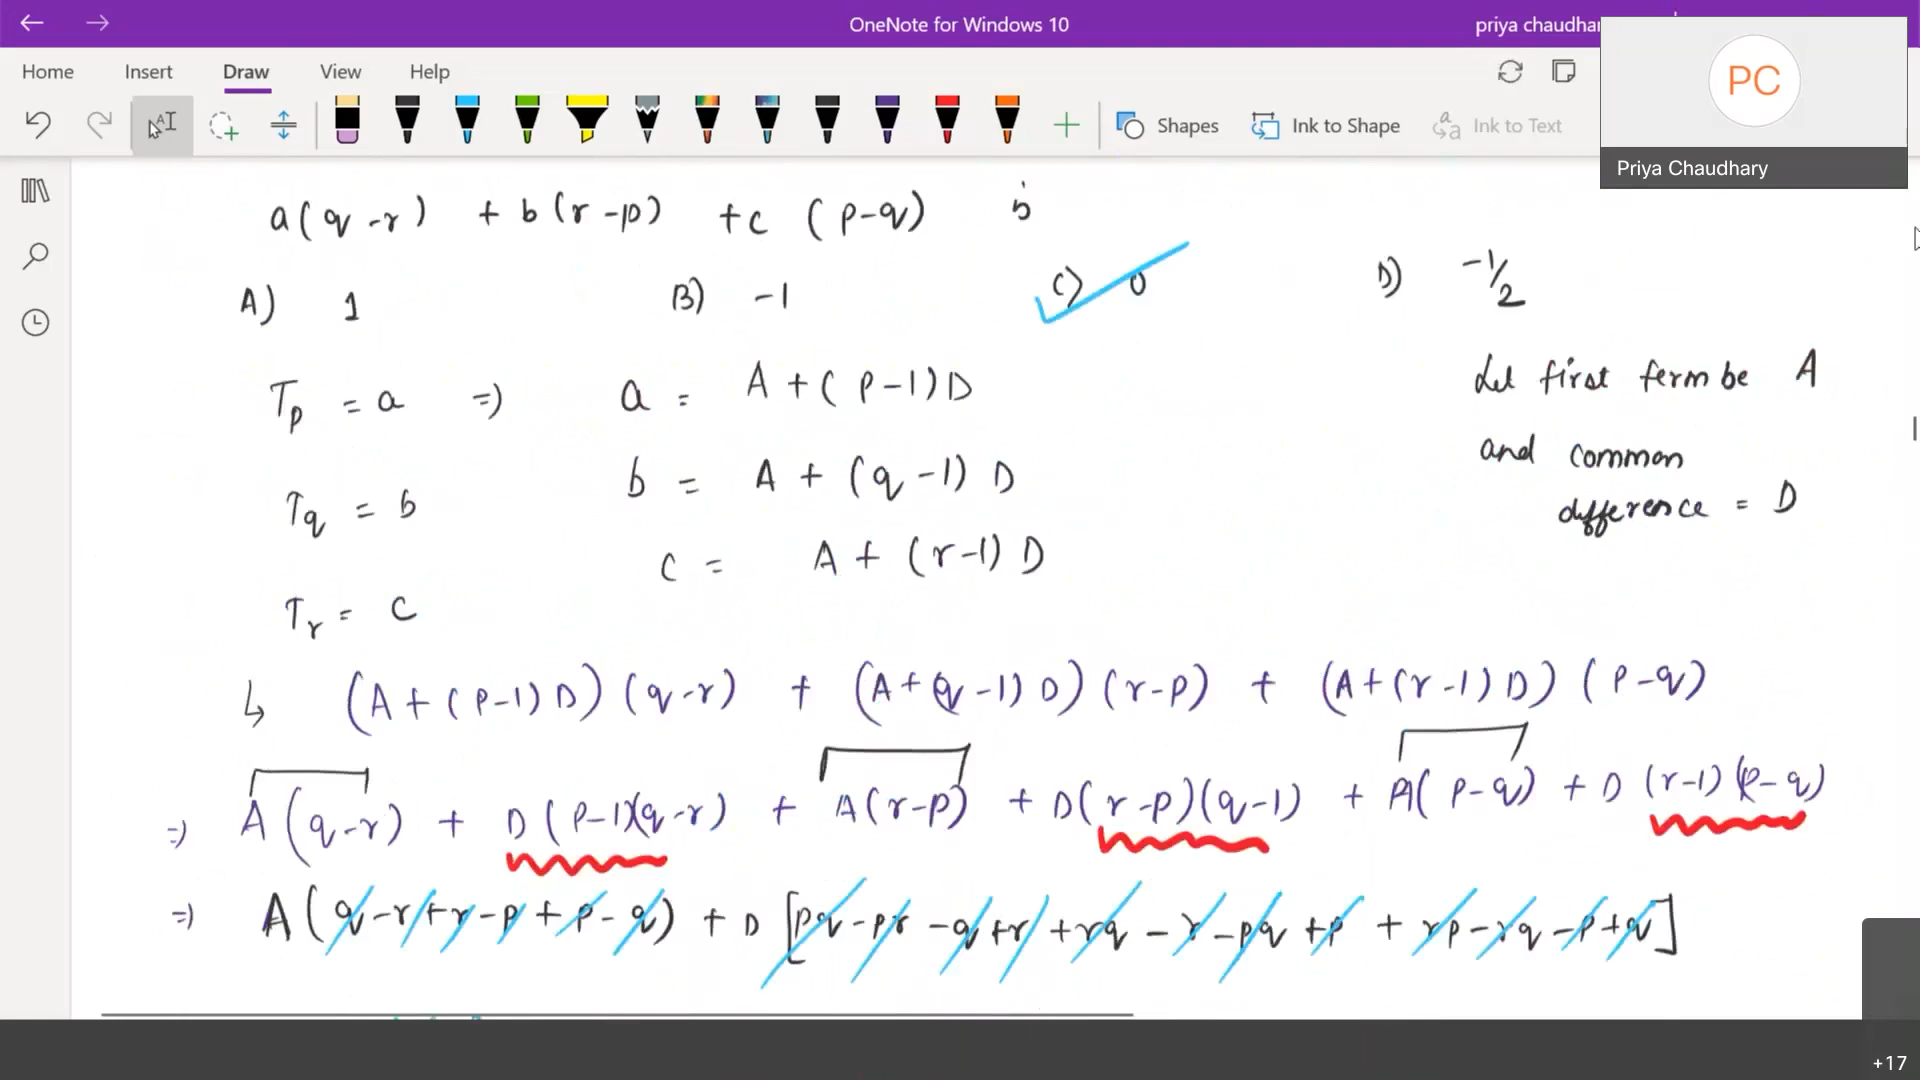 OneNote for Windows 10
priya chaudhar
PC
Priya Chaudhary
Home Insert Draw View Help
Shapes Ink to Shape Ink to Text
a(q-r) + b(r-p) + c(p-q) is
A) 1 B) -1 C) 0 D) -1/2
Let first term be A
and common
difference = D
Tp = a => a = A + (p-1)D
Tq = b b = A + (q-1) D
c = A + (r-1) D
Tr = c
↳ (A+(p-1)D)(q-r) + (A+(q-1)D)(r-p) + (A+(r-1)D)(p-q)
=> A(q-r) + D(p-1)(q-r) + A(r-p) + D(r-p)(q-1) + A(p-q) + D(r-1)(p-q)
=> A(q-r+r-p+p-q) + D[pq-pr-q+r+rq-r-pq+p+rp-rq-p+q]
+17